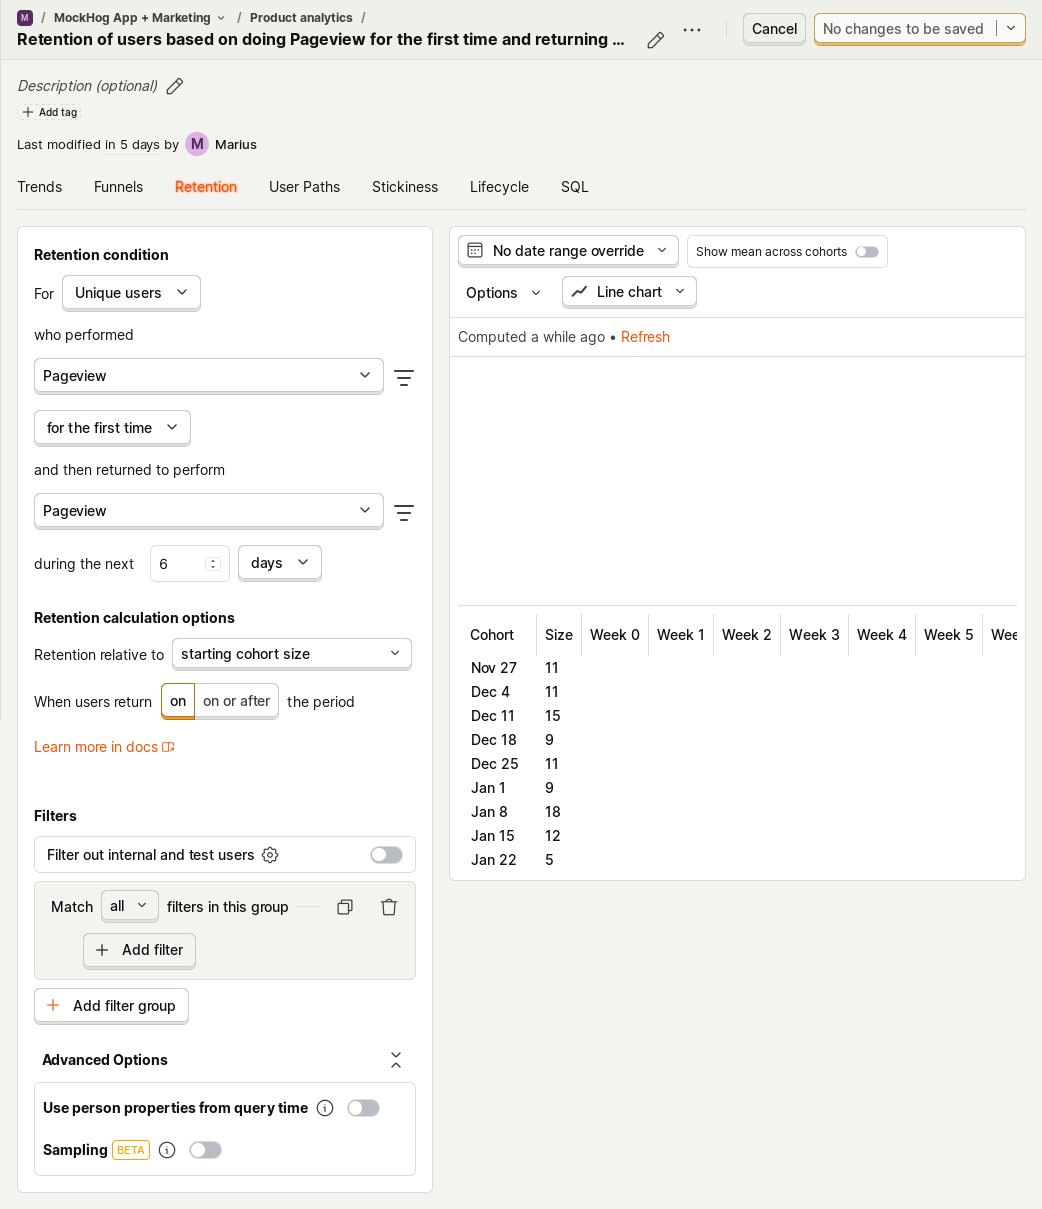 M / MockHog App + Marketing / Product analytics /
Retention of users based on doing Pageview for the first time and returning ...
Cancel
No changes to be saved
Description (optional)
Add tag
Last modified in 5 days by M Marius
Trends Funnels Retention User Paths Stickiness Lifecycle SQL
Retention condition
For Unique users
who performed
Pageview
for the first time
and then returned to perform
Pageview
during the next 6 days
Retention calculation options
Retention relative to starting cohort size
When users return on on or after the period
Learn more in docs
Filters
Filter out internal and test users
Match all filters in this group
Add filter
Add filter group
Advanced Options
Use person properties from query time
Sampling BETA
No date range override
Show mean across cohorts
Options Line chart
Computed a while ago • Refresh
Cohort Size Week 0 Week 1 Week 2 Week 3 Week 4 Week 5
Nov 27 11
Dec 4 11
Dec 11 15
Dec 18 9
Dec 25 11
Jan 1 9
Jan 8 18
Jan 15 12
Jan 22 5